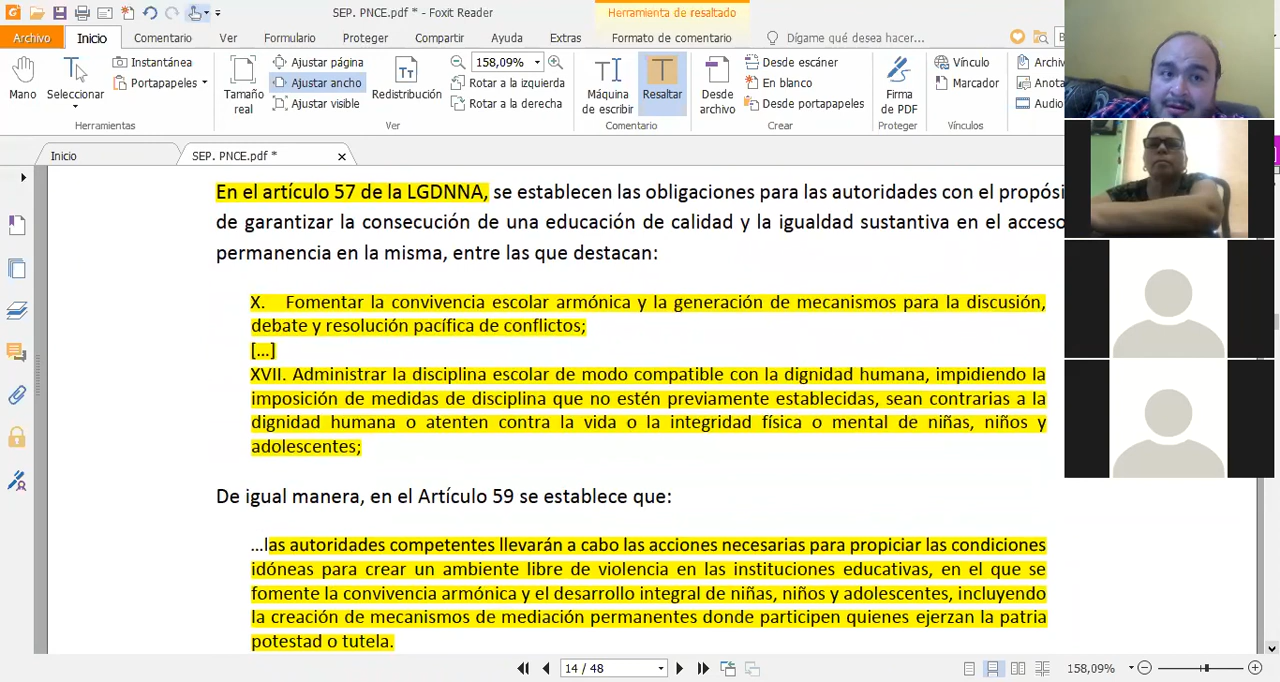 SEP. PNCE.pdf * - Foxit Reader
Herramienta de resaltado
Archivo Inicio Comentario Ver Formulario Proteger Compartir Ayuda Extras Formato de comentario Dígame qué desea hacer...
Mano
Seleccionar
Instantánea
Portapapeles
Herramientas
Tamaño real
Ajustar página
Ajustar ancho
Ajustar visible
Redistribución
158,09%
Rotar a la izquierda
Rotar a la derecha
Ver
Máquina de escribir
Resaltar
Comentario
Desde archivo
Desde escáner
En blanco
Desde portapapeles
Crear
Firma de PDF
Proteger
Vínculo
Marcador
Vínculos
Archiv
Anota
Audio
Inicio
SEP. PNCE.pdf *
En el artículo 57 de la LGDNNA, se establecen las obligaciones para las autoridades con el propósi
de garantizar la consecución de una educación de calidad y la igualdad sustantiva en el acceso
permanencia en la misma, entre las que destacan:
X. Fomentar la convivencia escolar armónica y la generación de mecanismos para la discusión,
debate y resolución pacífica de conflictos;
[...]
XVII. Administrar la disciplina escolar de modo compatible con la dignidad humana, impidiendo la
imposición de medidas de disciplina que no estén previamente establecidas, sean contrarias a la
dignidad humana o atenten contra la vida o la integridad física o mental de niñas, niños y
adolescentes;
De igual manera, en el Artículo 59 se establece que:
...las autoridades competentes llevarán a cabo las acciones necesarias para propiciar las condiciones
idóneas para crear un ambiente libre de violencia en las instituciones educativas, en el que se
fomente la convivencia armónica y el desarrollo integral de niñas, niños y adolescentes, incluyendo
la creación de mecanismos de mediación permanentes donde participen quienes ejerzan la patria
potestad o tutela.
14 / 48
158,09%